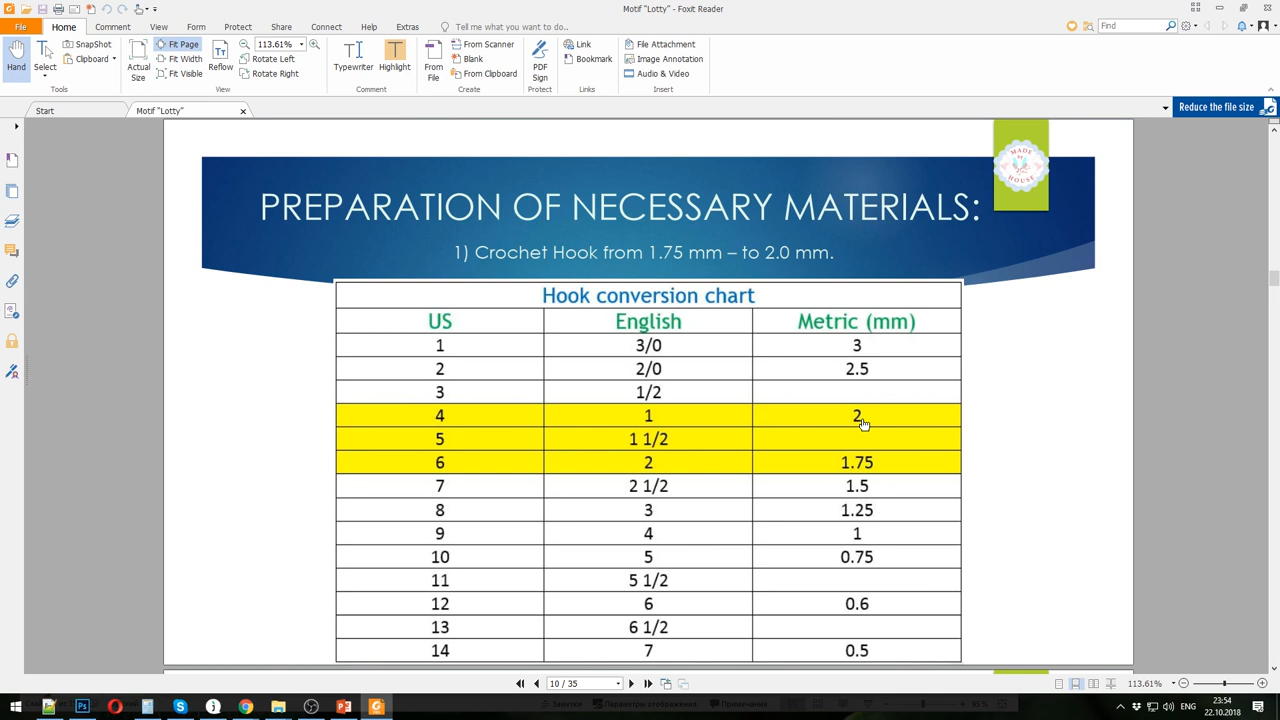 Motif "Lotty" - Foxit Reader
File Home Comment View Form Protect Share Connect Help Extras Tell me what you want to do.. Find
Hand Select SnapShot Clipboard Actual Size Fit Page Fit Width Fit Visible Reflow 113.61% Rotate Left Rotate Right Typewriter Highlight From File From Scanner Blank From Clipboard PDF Sign Link Bookmark File Attachment Image Annotation Audio & Video
Tools View Comment Create Protect Links Insert
Start Motif "Lotty" Reduce the file size
MADE
by
HOUSE
PREPARATION OF NECESSARY MATERIALS:
1) Crochet Hook from 1.75 mm – to 2.0 mm.
Hook conversion chart
US English Metric (mm)
1 3/0 3
2 2/0 2.5
3 1/2
4 1 2
5 1 1/2
6 2 1.75
7 2 1/2 1.5
8 3 1.25
9 4 1
10 5 0.75
11 5 1/2
12 6 0.6
13 6 1/2
14 7 0.5
10 / 35 113.61%
Заметки Параметры отображения Примечания 95 %
ENG 23:54
22.10.2018